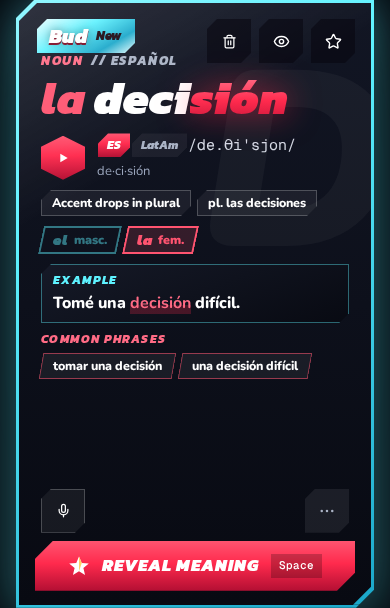 Bud New
NOUN // ESPAÑOL
la decisión
ES LatAm /de.θi'sjon/
de·ci·sión
Accent drops in plural pl. las decisiones
el masc. la fem.
EXAMPLE
Tomé una decisión difícil.
COMMON PHRASES
tomar una decisión una decisión difícil
REVEAL MEANING Space